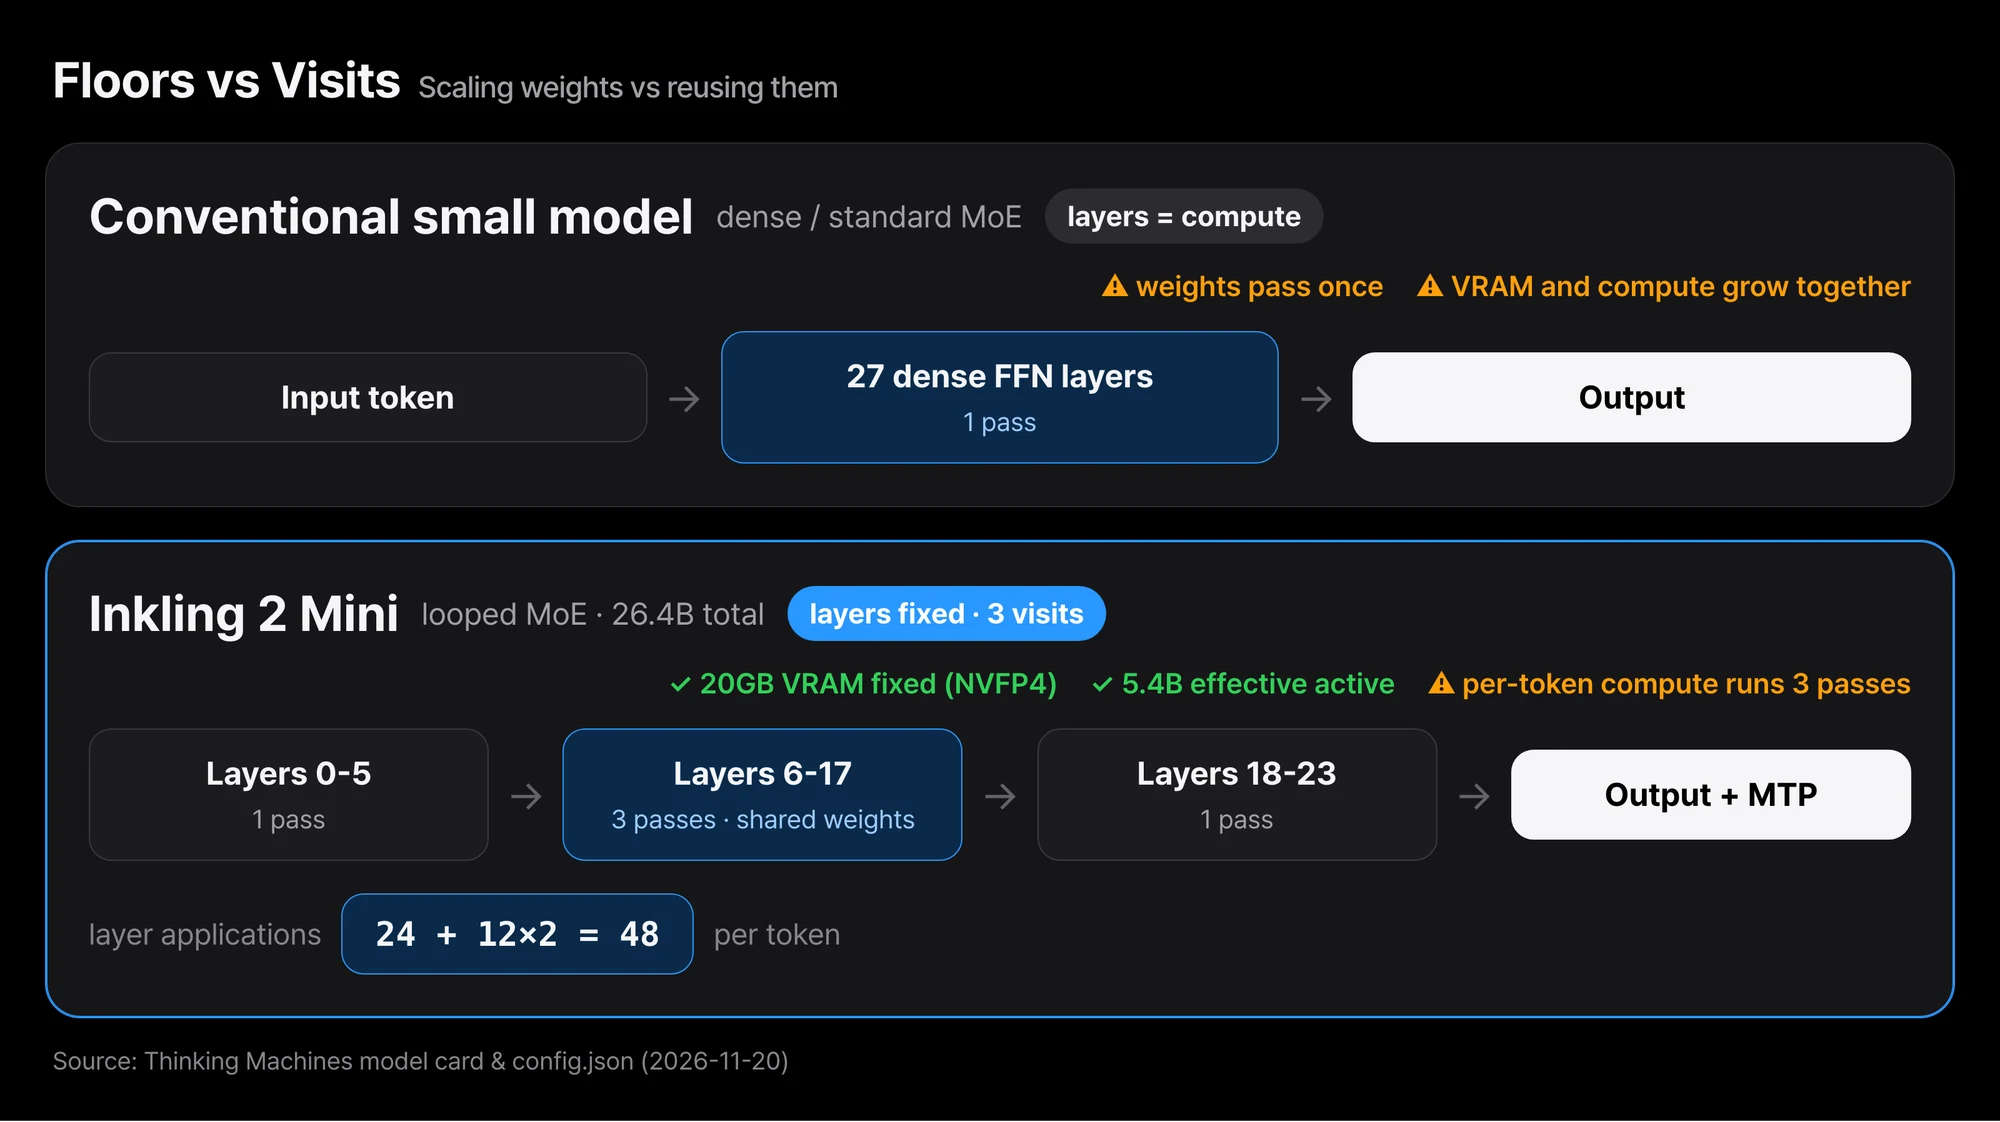 Floors vs Visits Scaling weights vs reusing them
Conventional small model dense / standard MoE layers = compute
⚠ weights pass once ⚠ VRAM and compute grow together
Input token → 27 dense FFN layers → Output
1 pass
Inkling 2 Mini looped MoE · 26.4B total layers fixed · 3 visits
✓ 20GB VRAM fixed (NVFP4) ✓ 5.4B effective active ⚠ per-token compute runs 3 passes
Layers 0-5 → Layers 6-17 → Layers 18-23 → Output + MTP
1 pass 3 passes · shared weights 1 pass
layer applications 24 + 12×2 = 48 per token
Source: Thinking Machines model card & config.json (2026-11-20)